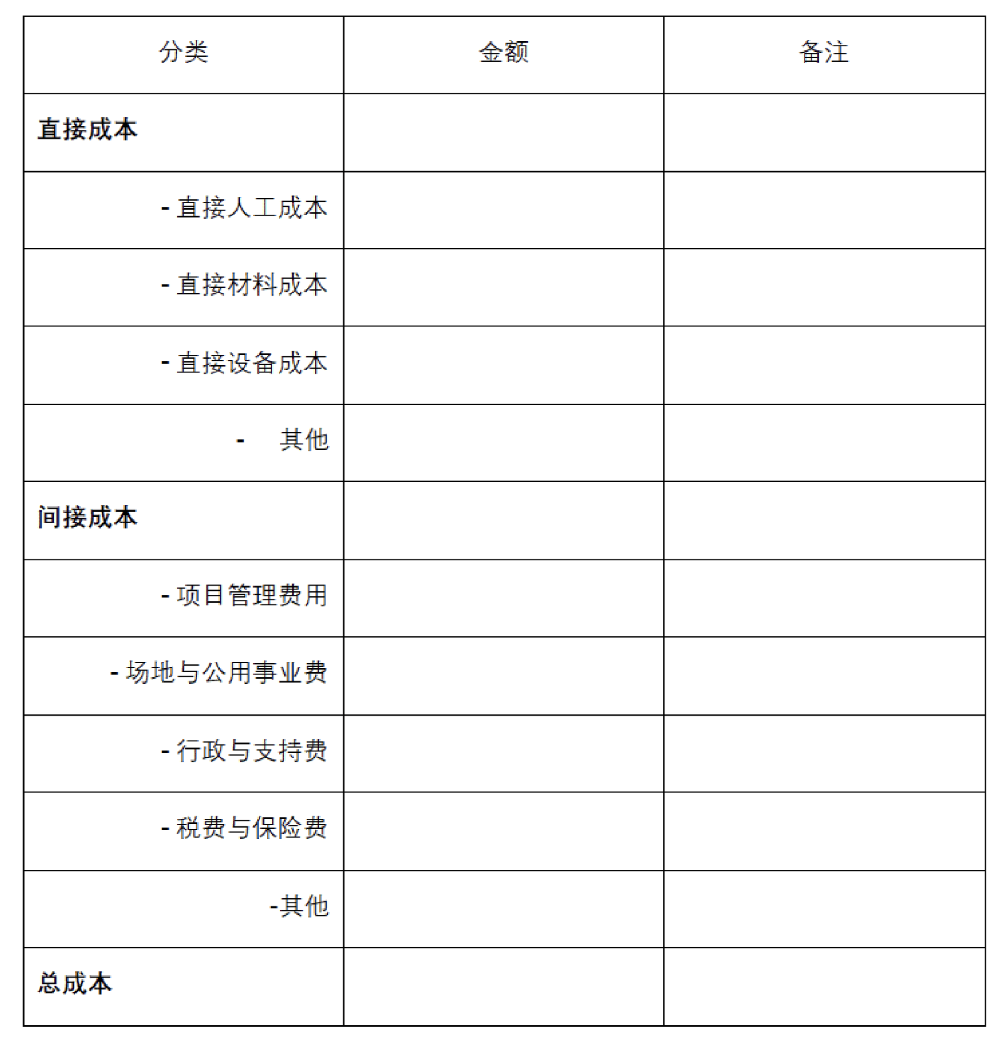 分类 金额 备注
直接成本
- 直接人工成本
- 直接材料成本
- 直接设备成本
- 其他
间接成本
- 项目管理费用
- 场地与公用事业费
- 行政与支持费
- 税费与保险费
-其他
总成本